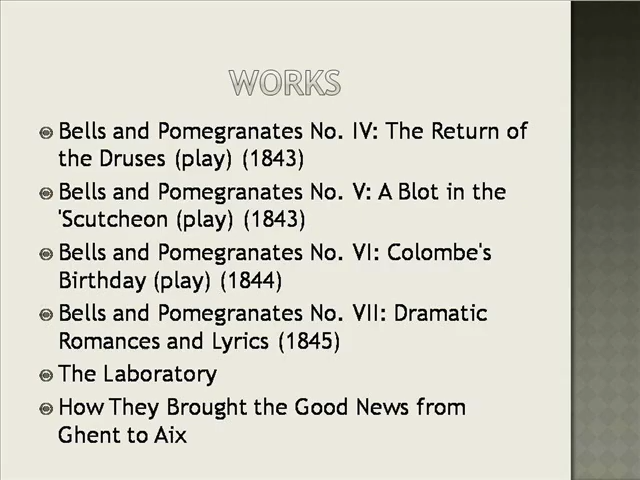 WORKS
Bells and Pomegranates No. IV: The Return of
the Druses (play) (1843)
Bells and Pomegranates No. V: A Blot in the
'Scutcheon (play) (1843)
Bells and Pomegranates No. VI: Colombe's
Birthday (play) (1844)
Bells and Pomegranates No. VII: Dramatic
Romances and Lyrics (1845)
The Laboratory
How They Brought the Good News from
Ghent to Aix